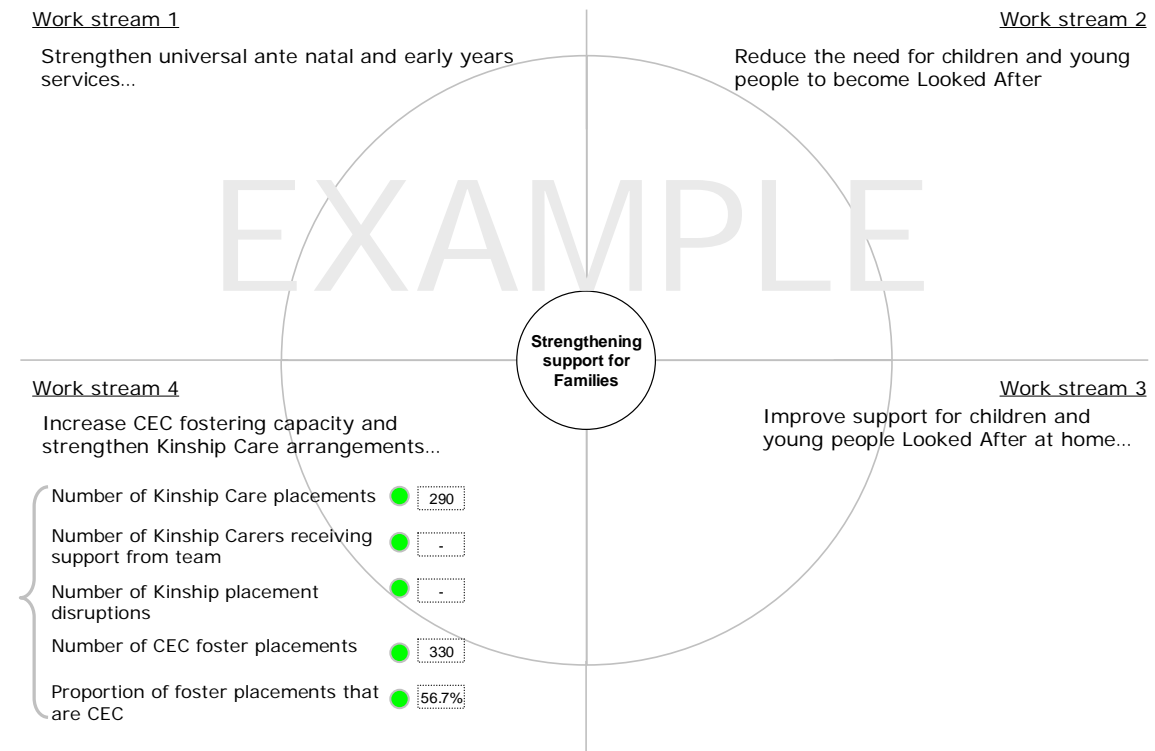 Work stream 1
Strengthen universal ante natal and early years
services...
Work stream 2
Reduce the need for children and young
people to become Looked After
EXAMPLE
Strengthening
support for
Families
Work stream 4
Increase CEC fostering capacity and
strengthen Kinship Care arrangements...
Number of Kinship Care placements 290
Number of Kinship Carers receiving
support from team -
Number of Kinship placement
disruptions -
Number of CEC foster placements 330
Proportion of foster placements that
are CEC 56.7%
Work stream 3
Improve support for children and
young people Looked After at home...